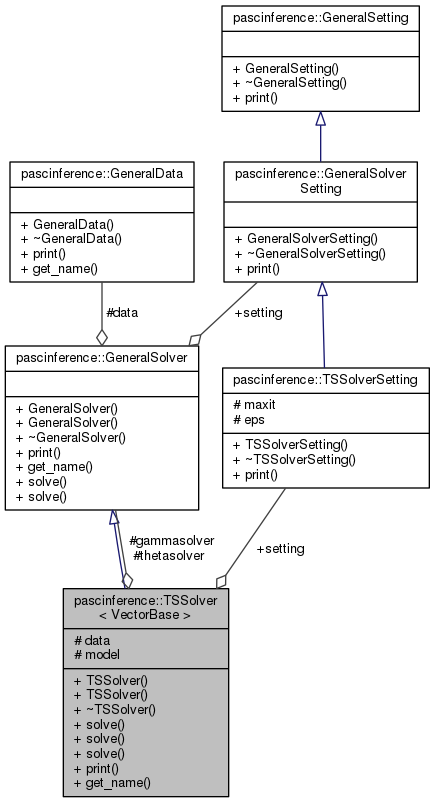 pascinference::GeneralSetting
+ GeneralSetting()
+ ~GeneralSetting()
+ print()
pascinference::GeneralData
+ GeneralData()
+ ~GeneralData()
+ print()
+ get_name()
pascinference::GeneralSolver
Setting
+ GeneralSolverSetting()
+ ~GeneralSolverSetting()
+ print()
#data
+setting
pascinference::GeneralSolver
+ GeneralSolver()
+ GeneralSolver()
+ ~GeneralSolver()
+ print()
+ get_name()
+ solve()
+ solve()
pascinference::TSSolverSetting
# maxit
# eps
+ TSSolverSetting()
+ ~TSSolverSetting()
+ print()
#gammasolver
#thetasolver
+setting
pascinference::TSSolver
< VectorBase >
# data
# model
+ TSSolver()
+ TSSolver()
+ ~TSSolver()
+ solve()
+ solve()
+ solve()
+ print()
+ get_name()